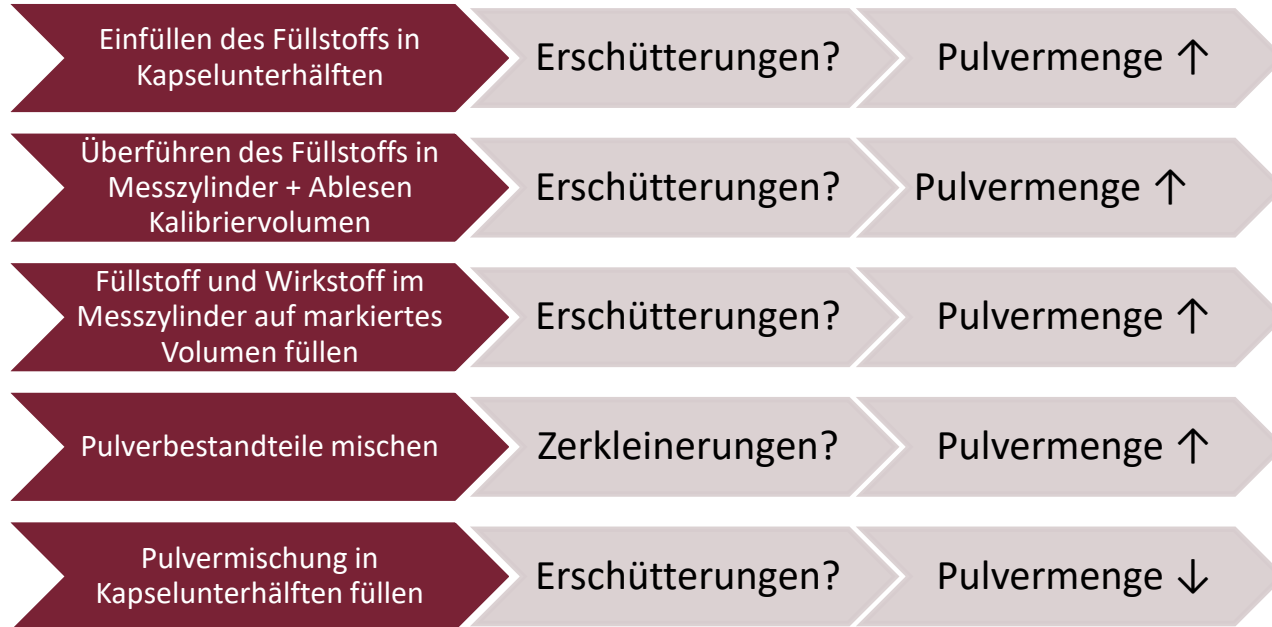 Einfüllen des Füllstoffs in
Kapselunterhälften
Erschütterungen?
Pulvermenge ↑
Überführen des Füllstoffs in
Messzylinder + Ablesen
Kalibriervolumen
Erschütterungen?
Pulvermenge ↑
Füllstoff und Wirkstoff im
Messzylinder auf markiertes
Volumen füllen
Erschütterungen?
Pulvermenge ↑
Pulverbestandteile mischen
Zerkleinerungen?
Pulvermenge ↑
Pulvermischung in
Kapselunterhälften füllen
Erschütterungen?
Pulvermenge ↓